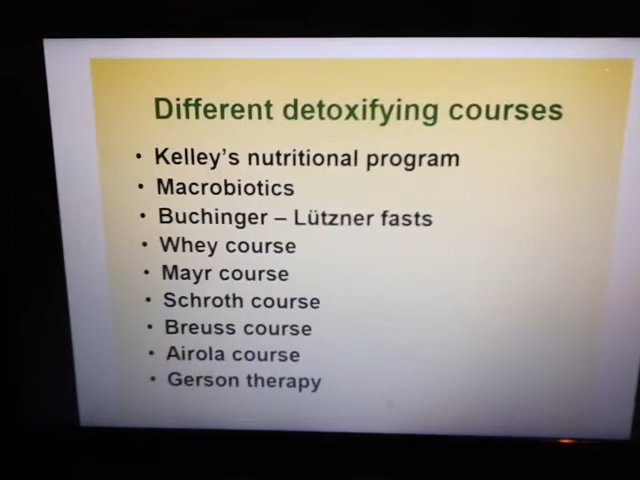 Different detoxifying courses
• Kelley's nutritional program
• Macrobiotics
• Buchinger – Lützner fasts
• Whey course
• Mayr course
• Schroth course
• Breuss course
• Airola course
• Gerson therapy